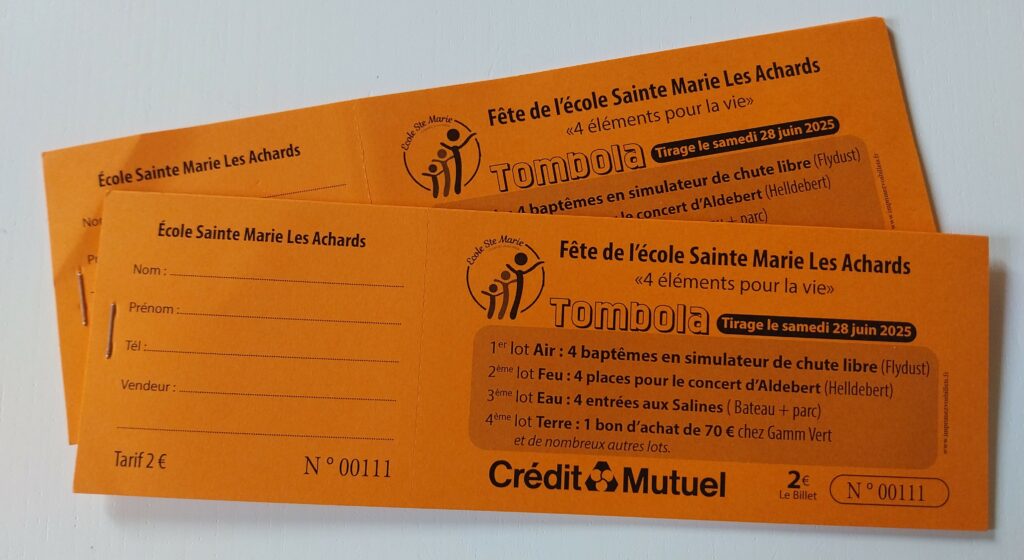 École Sainte Marie Les Achards
Ecole Ste Marie
Fête de l'école Sainte Marie Les Achards
«4 éléments pour la vie»
Tombola Tirage le samedi 28 juin 2025
4 baptêmes en simulateur de chute libre (Flydust)
le concert d'Aldebert (Helldebert)
+ parc)
École Sainte Marie Les Achards
Nom :
Prénom :
Tél :
Vendeur :
Tarif 2 €
N° 00111
Ecole Ste Marie
Fête de l'école Sainte Marie Les Achards
«4 éléments pour la vie»
Tombola Tirage le samedi 28 juin 2025
1er lot Air : 4 baptêmes en simulateur de chute libre (Flydust)
2ème lot Feu : 4 places pour le concert d'Aldebert (Helldebert)
3ème lot Eau : 4 entrées aux Salines ( Bateau + parc)
4ème lot Terre : 1 bon d'achat de 70 € chez Gamm Vert
et de nombreux autres lots.
Crédit Mutuel
2€
Le Billet
N° 00111